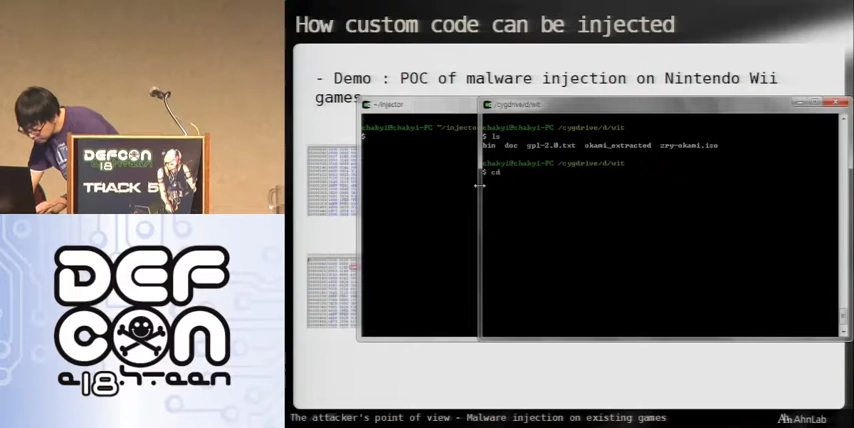 How custom code can be injected
- Demo : POC of malware injection on Nintendo Wii
games
~/injector
/cygdrive/d/wit
chakyi@chakyi-PC ~/injecto
$
chakyi@chakyi-PC /cygdrive/d/wit
$ ls
bin doc gpl-2.0.txt okami_extracted zry-okami.iso
chakyi@chakyi-PC /cygdrive/d/wit
$ cd
DEFCON
18
TRACK 5
DEF
CON
e18hteen
The attacker's point of view - Malware injection on existing games
AhnLab